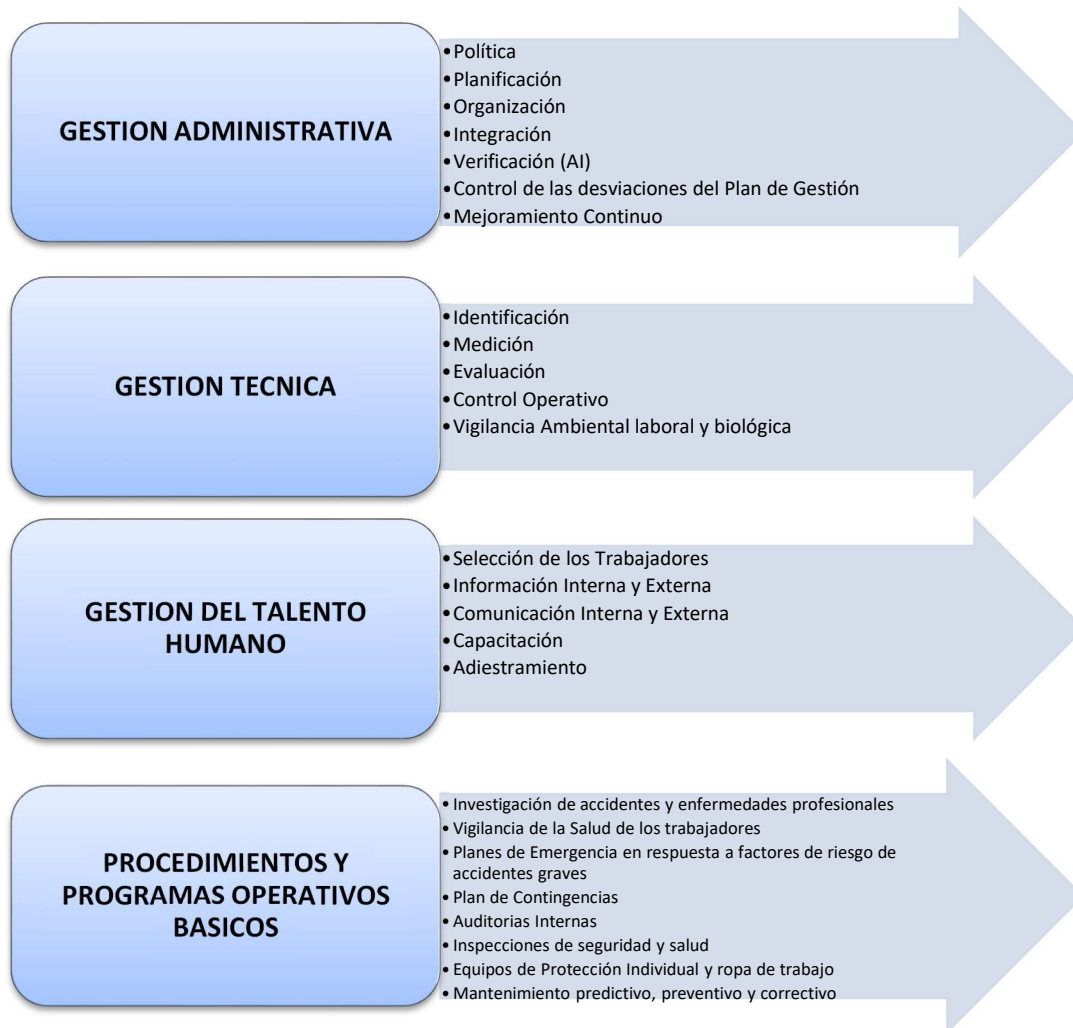 GESTION ADMINISTRATIVA
•Política
•Planificación
•Organización
•Integración
•Verificación (AI)
•Control de las desviaciones del Plan de Gestión
•Mejoramiento Continuo
GESTION TECNICA
•Identificación
•Medición
•Evaluación
•Control Operativo
•Vigilancia Ambiental laboral y biológica
GESTION DEL TALENTO
HUMANO
•Selección de los Trabajadores
•Información Interna y Externa
•Comunicación Interna y Externa
•Capacitación
•Adiestramiento
PROCEDIMIENTOS Y
PROGRAMAS OPERATIVOS
BASICOS
• Investigación de accidentes y enfermedades profesionales
• Vigilancia de la Salud de los trabajadores
• Planes de Emergencia en respuesta a factores de riesgo de
accidentes graves
• Plan de Contingencias
• Auditorias Internas
• Inspecciones de seguridad y salud
• Equipos de Protección Individual y ropa de trabajo
• Mantenimiento predictivo, preventivo y correctivo